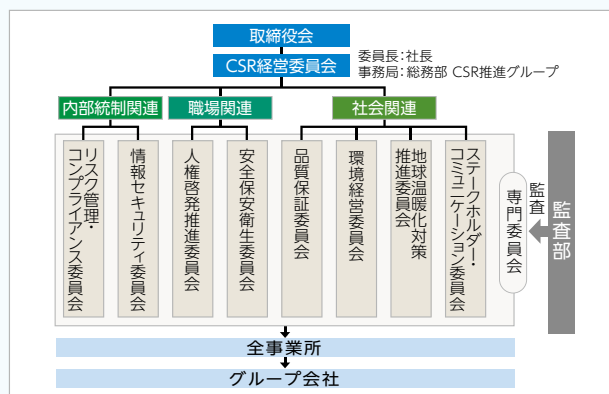 取締役会
CSR経営委員会
委員長：社長
事務局：総務部 CSR推進グループ
内部統制関連
職場関連
社会関連
リスク管理・
コンプライアンス委員会
情報セキュリティ委員会
人権啓発推進委員会
安全保安衛生委員会
品質保証委員会
環境経営委員会
地球温暖化対策
推進委員会
ステークホルダー・
コミュニケーション委員会
専門委員会
監査
監査部
全事業所
グループ会社